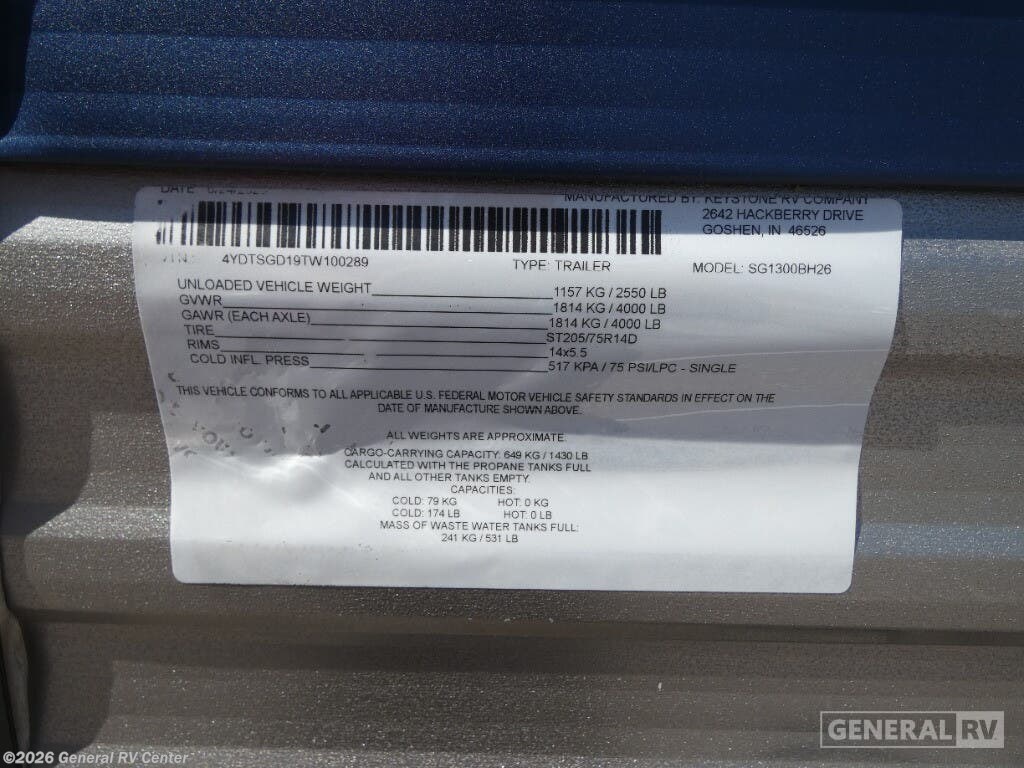 DATE
MANUFACTURED BY: KEYSTONE RV COMPANY
2642 HACKBERRY DRIVE
GOSHEN, IN 46526
VIN: 4YDTSGD19TW100289 TYPE: TRAILER MODEL: SG1300BH26
UNLOADED VEHICLE WEIGHT 1157 KG / 2550 LB
GVWR 1814 KG / 4000 LB
GAWR (EACH AXLE) 1814 KG / 4000 LB
TIRE ST205/75R14D
RIMS 14x5.5
COLD INFL. PRESS 517 KPA / 75 PSI/LPC - SINGLE
THIS VEHICLE CONFORMS TO ALL APPLICABLE U.S. FEDERAL MOTOR VEHICLE SAFETY STANDARDS IN EFFECT ON THE
DATE OF MANUFACTURE SHOWN ABOVE.
ALL WEIGHTS ARE APPROXIMATE.
CARGO-CARRYING CAPACITY: 649 KG / 1430 LB
CALCULATED WITH THE PROPANE TANKS FULL
AND ALL OTHER TANKS EMPTY.
CAPACITIES:
COLD: 79 KG HOT: 0 KG
COLD: 174 LB HOT: 0 LB
MASS OF WASTE WATER TANKS FULL:
241 KG / 531 LB
GENERAL RV
©2026 General RV Center